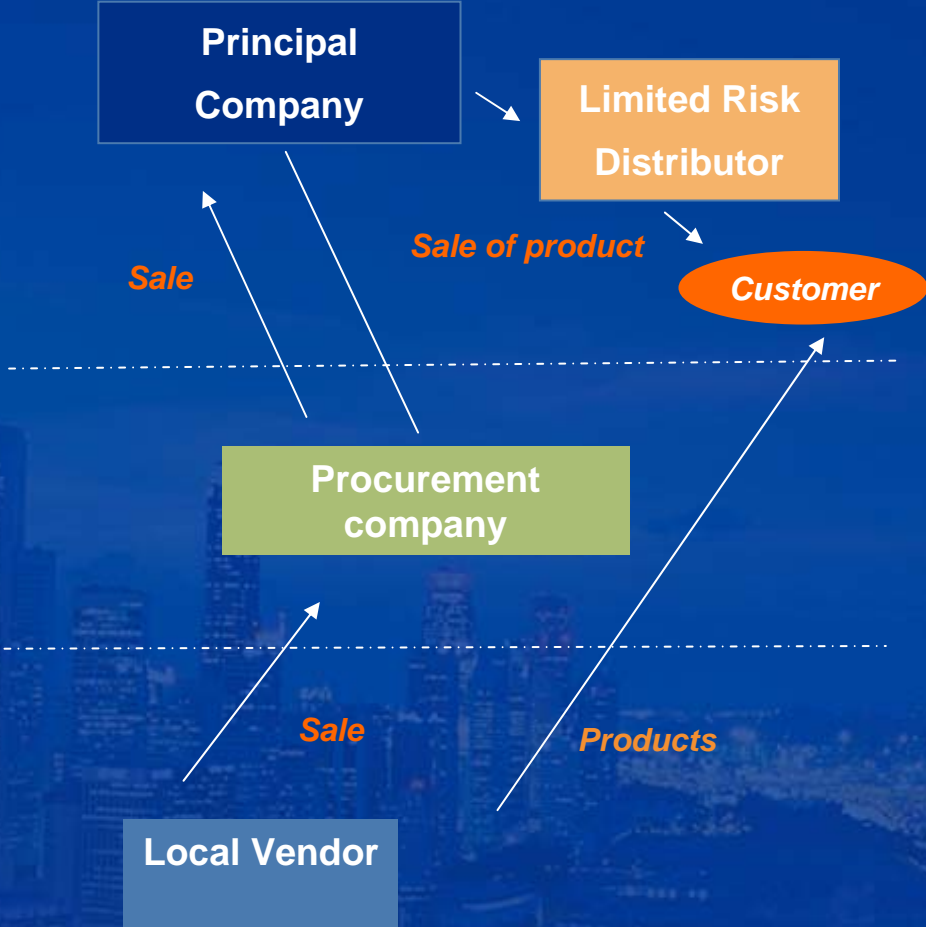 Principal
Company
Limited Risk
Distributor
Sale of product
Sale
Customer
Procurement
company
Sale
Products
Local Vendor